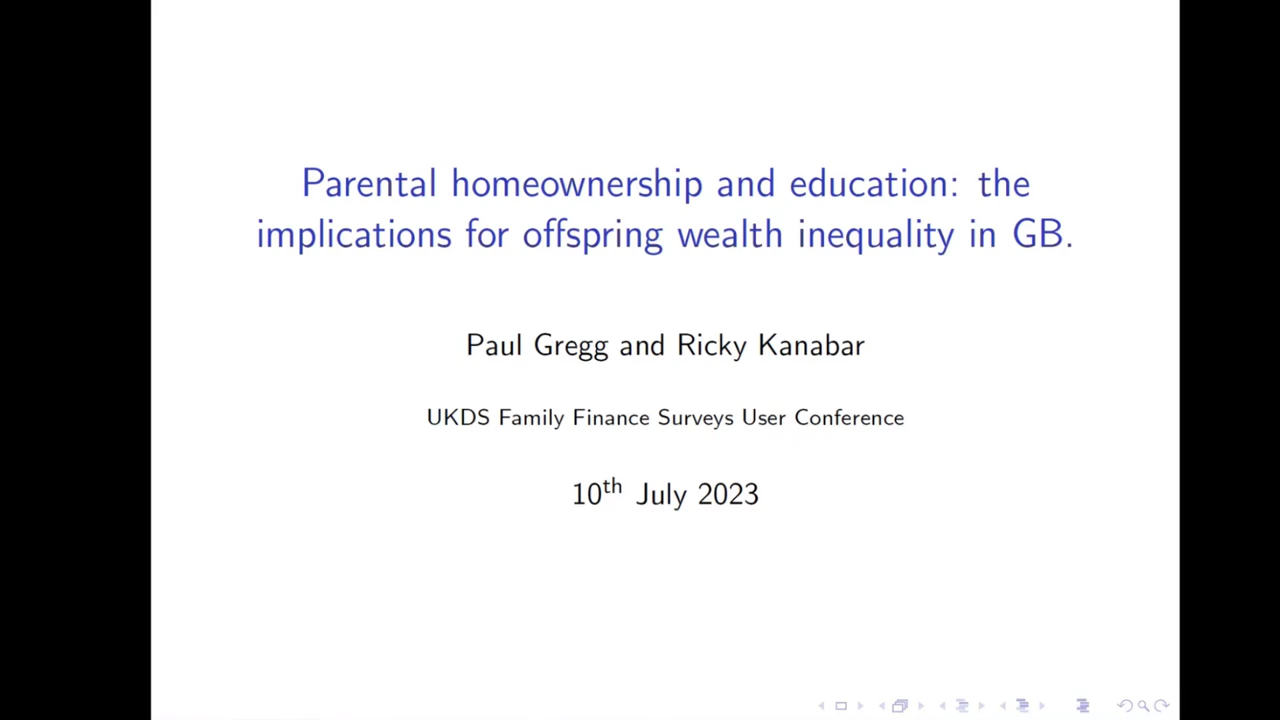 Parental homeownership and education: the
implications for offspring wealth inequality in GB.
Paul Gregg and Ricky Kanabar
UKDS Family Finance Surveys User Conference
10th July 2023